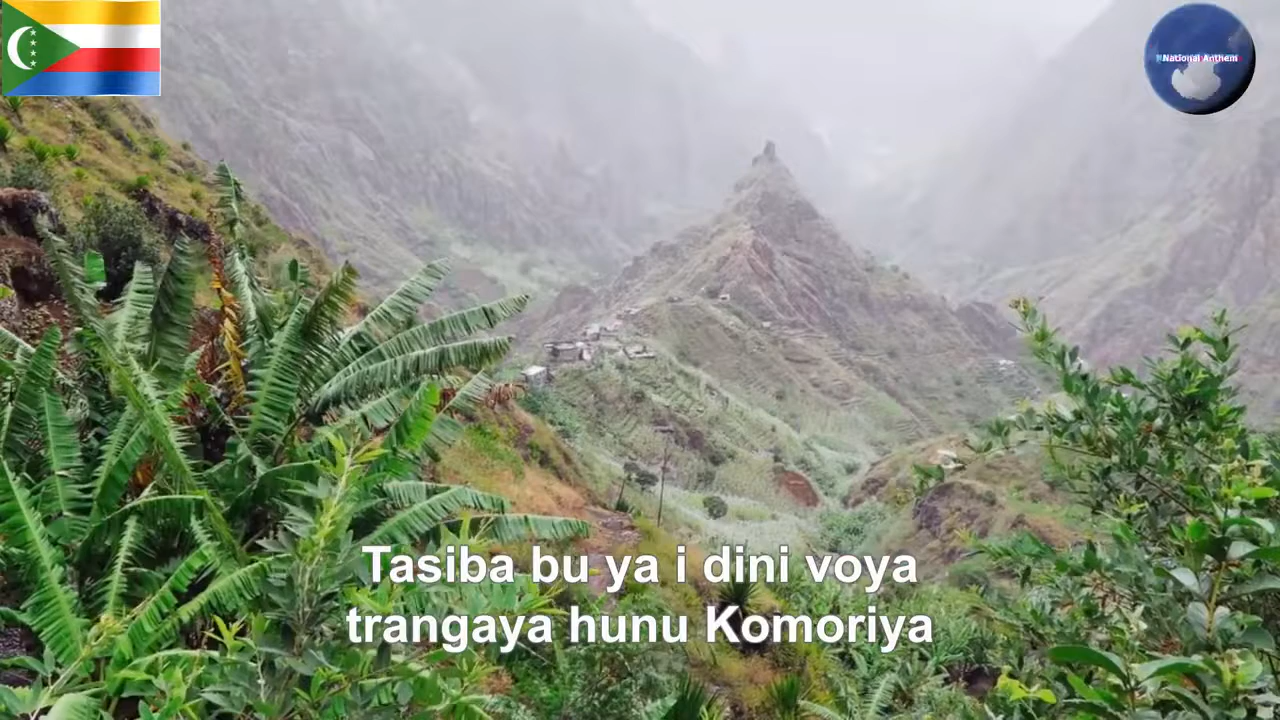 National Anthem
Tasiba bu ya i dini voya
trangaya hunu Komoriya